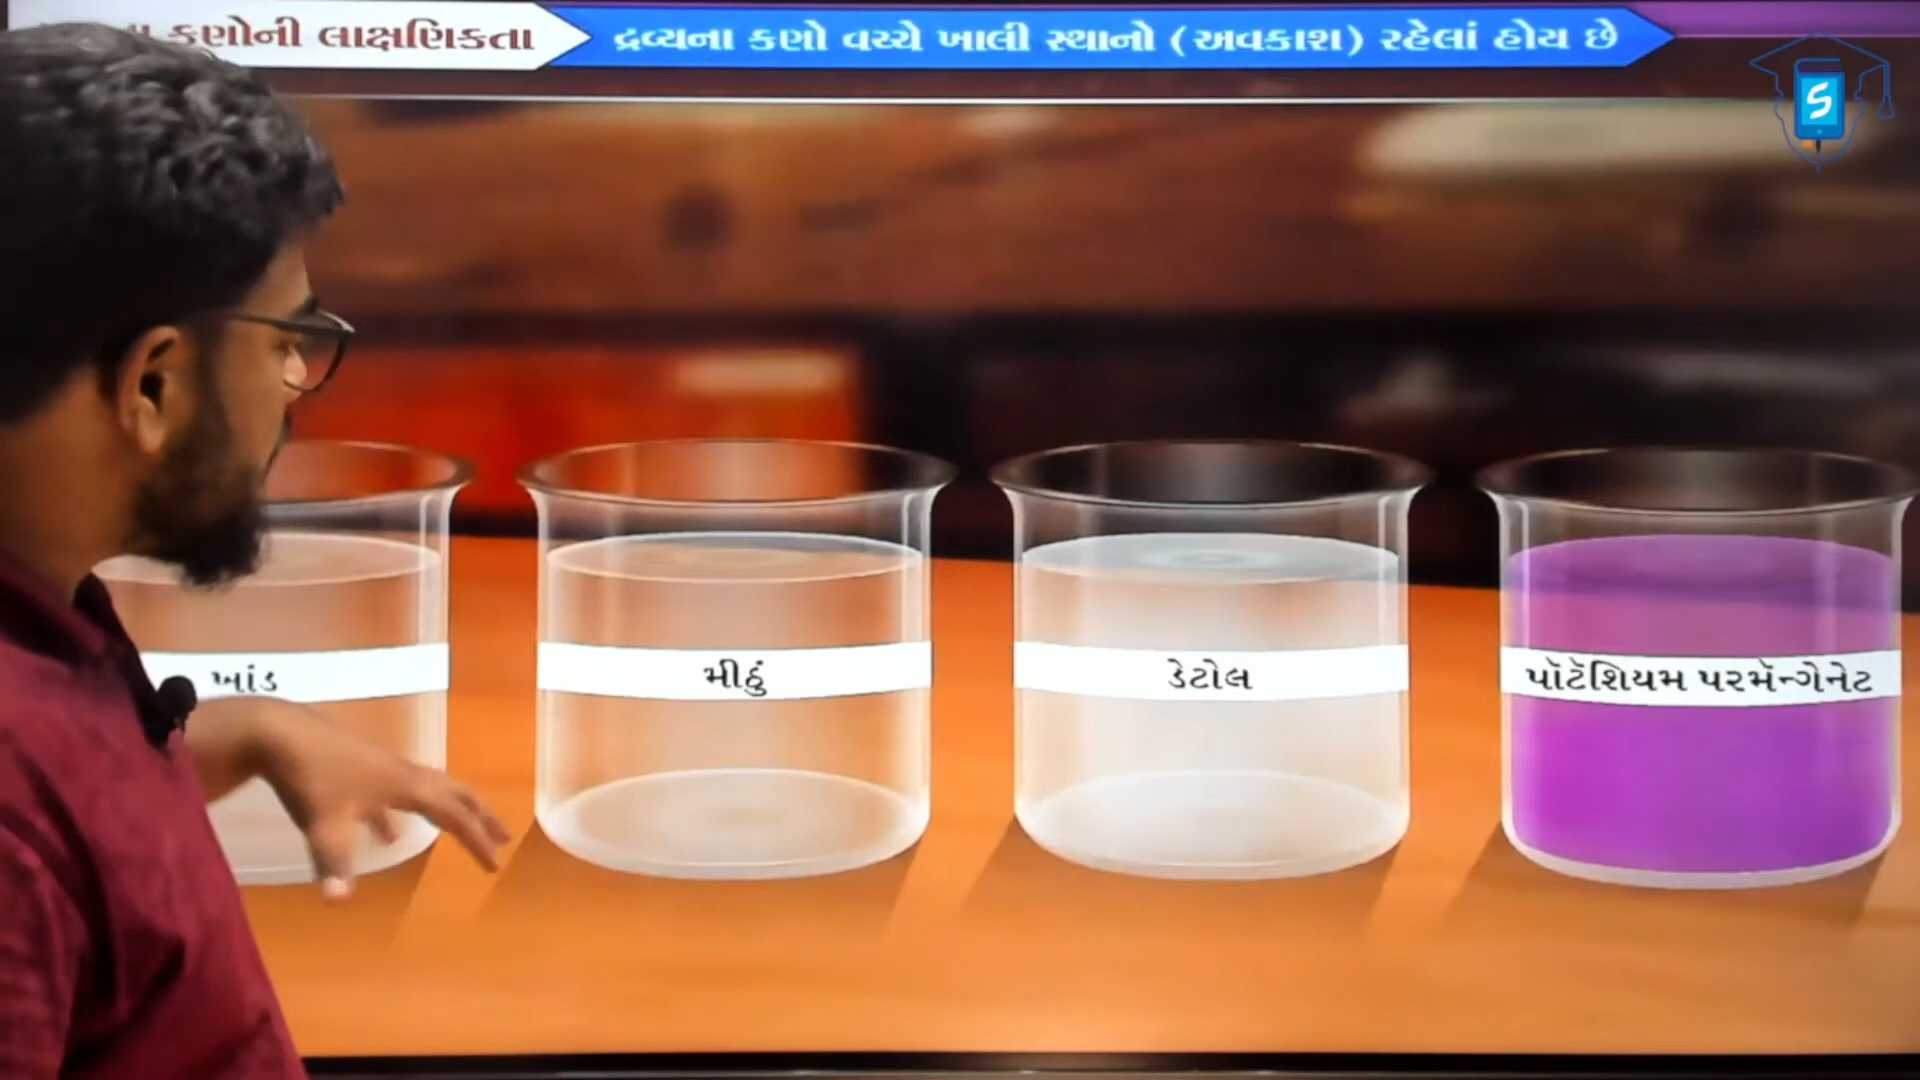 કણોની લાક્ષણિકતા
દ્રવ્યના કણો વચ્ચે ખાલી સ્થાનો (અવકાશ) રહેલાં હોય છે
S
ખાંડ
મીઠું
ડેટોલ
પૉટૅશિયમ પરમૅન્ગેનેટ